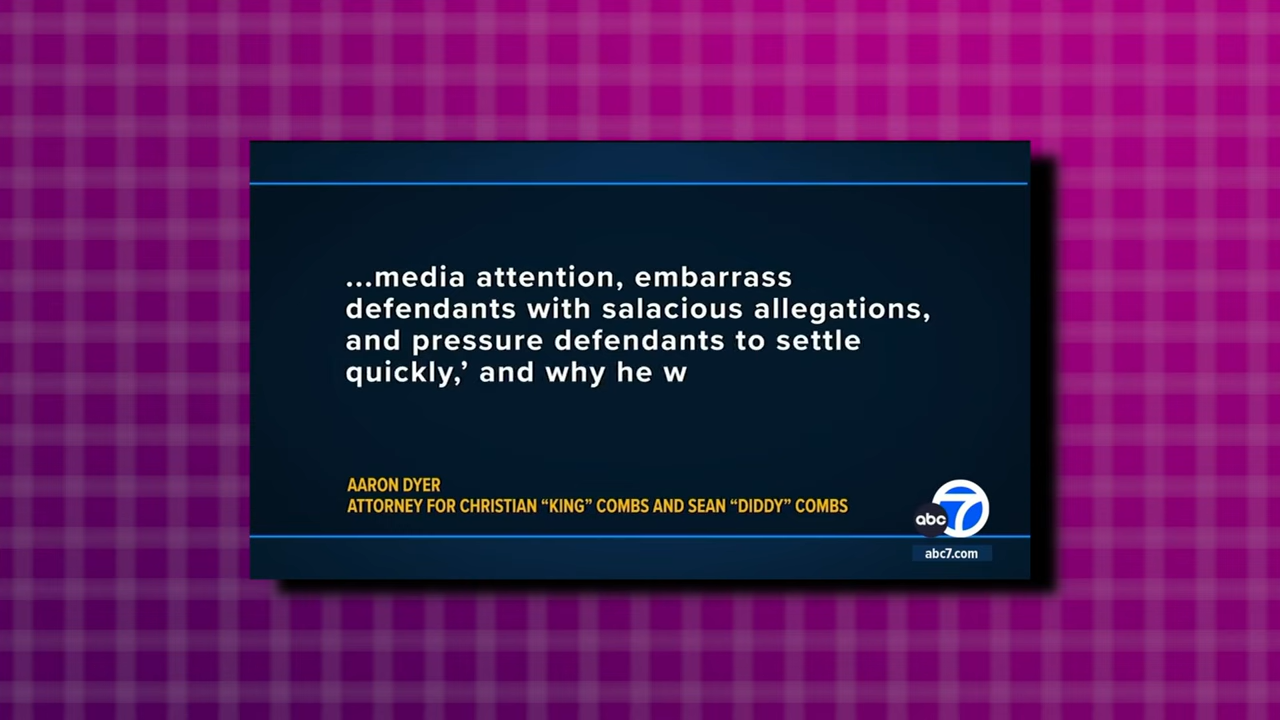 ...media attention, embarrass
defendants with salacious allegations,
and pressure defendants to settle
quickly,’ and why he w
AARON DYER
ATTORNEY FOR CHRISTIAN “KING” COMBS AND SEAN “DIDDY” COMBS
abc 7
abc7.com